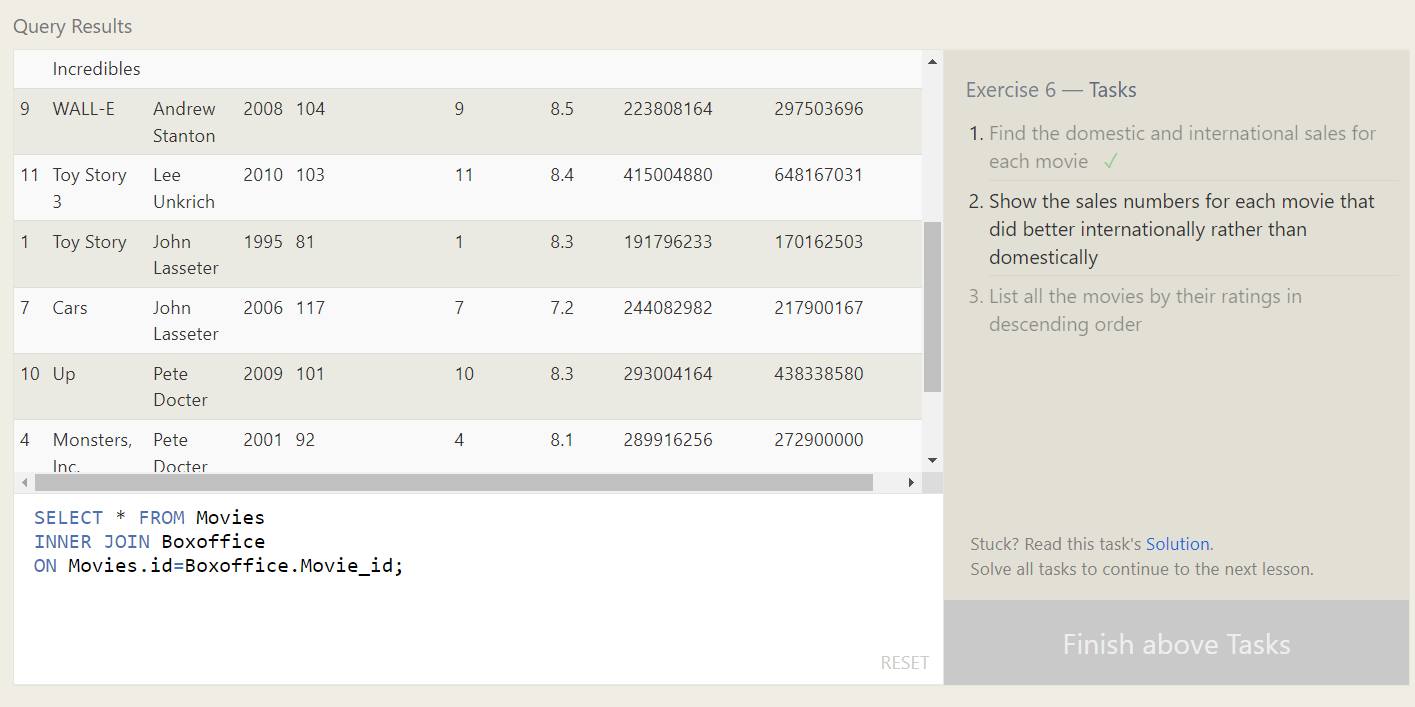 Query Results
Incredibles
9 WALL-E Andrew 2008 104 9 8.5 223808164 297503696
Stanton
11 Toy Story Lee 2010 103 11 8.4 415004880 648167031
3 Unkrich
1 Toy Story John 1995 81 1 8.3 191796233 170162503
Lasseter
7 Cars John 2006 117 7 7.2 244082982 217900167
Lasseter
10 Up Pete 2009 101 10 8.3 293004164 438338580
Docter
4 Monsters, Pete 2001 92 4 8.1 289916256 272900000
Inc. Docter
SELECT * FROM Movies
INNER JOIN Boxoffice
ON Movies.id=Boxoffice.Movie_id;
RESET
Exercise 6 — Tasks
1. Find the domestic and international sales for
each movie ✓
2. Show the sales numbers for each movie that
did better internationally rather than
domestically
3. List all the movies by their ratings in
descending order
Stuck? Read this task's Solution.
Solve all tasks to continue to the next lesson.
Finish above Tasks